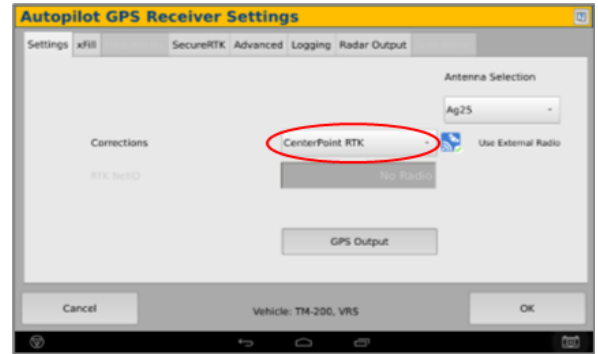 Autopilot GPS Receiver Settings
Settings xFill SecureRTK Advanced Logging Radar Output
Antenna Selection
Ag25
Corrections CenterPoint RTK Use External Radio
RTK NetID No Radio
GPS Output
Cancel Vehicle: TM-200, VRS OK